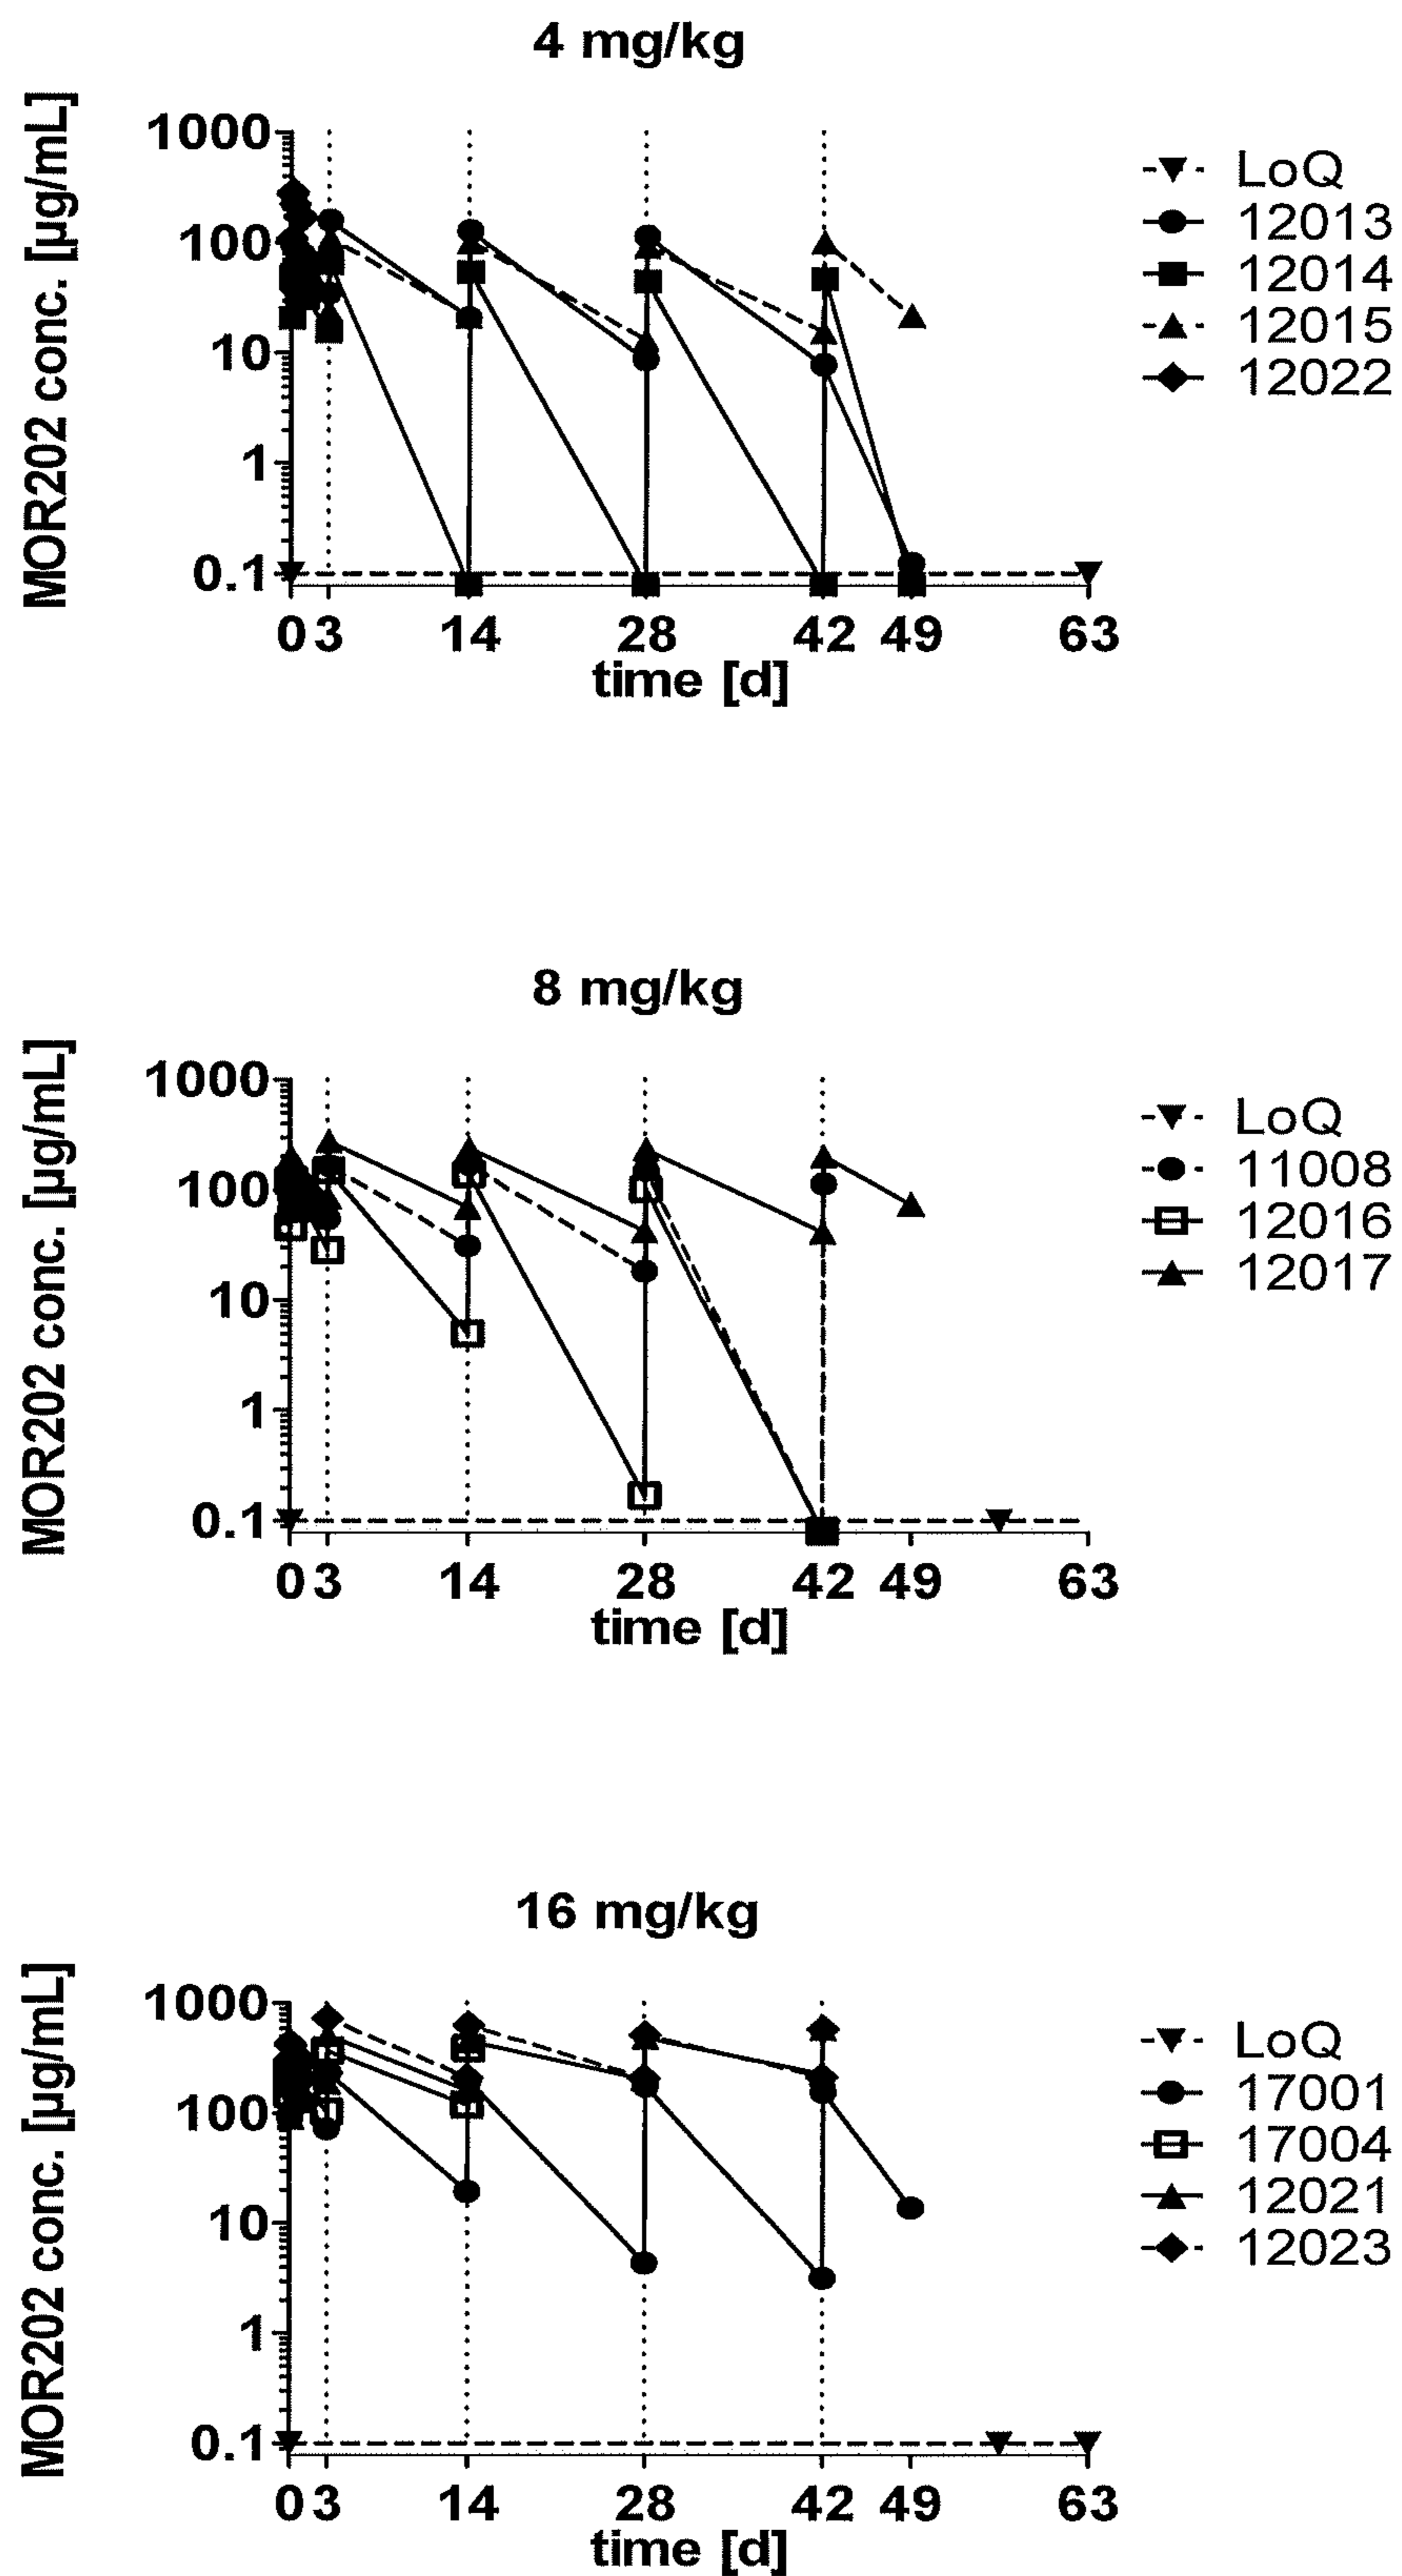 4 mg/kg
MOR202 conc. [µg/mL]
1000
100
10
1
0.1
0 3 14 28 42 49 63
time [d]
LoQ
12013
12014
12015
12022
8 mg/kg
MOR202 conc. [µg/mL]
1000
100
10
1
0.1
0 3 14 28 42 49 63
time [d]
LoQ
11008
12016
12017
16 mg/kg
MOR202 conc. [µg/mL]
1000
100
10
1
0.1
0 3 14 28 42 49 63
time [d]
LoQ
17001
17004
12021
12023